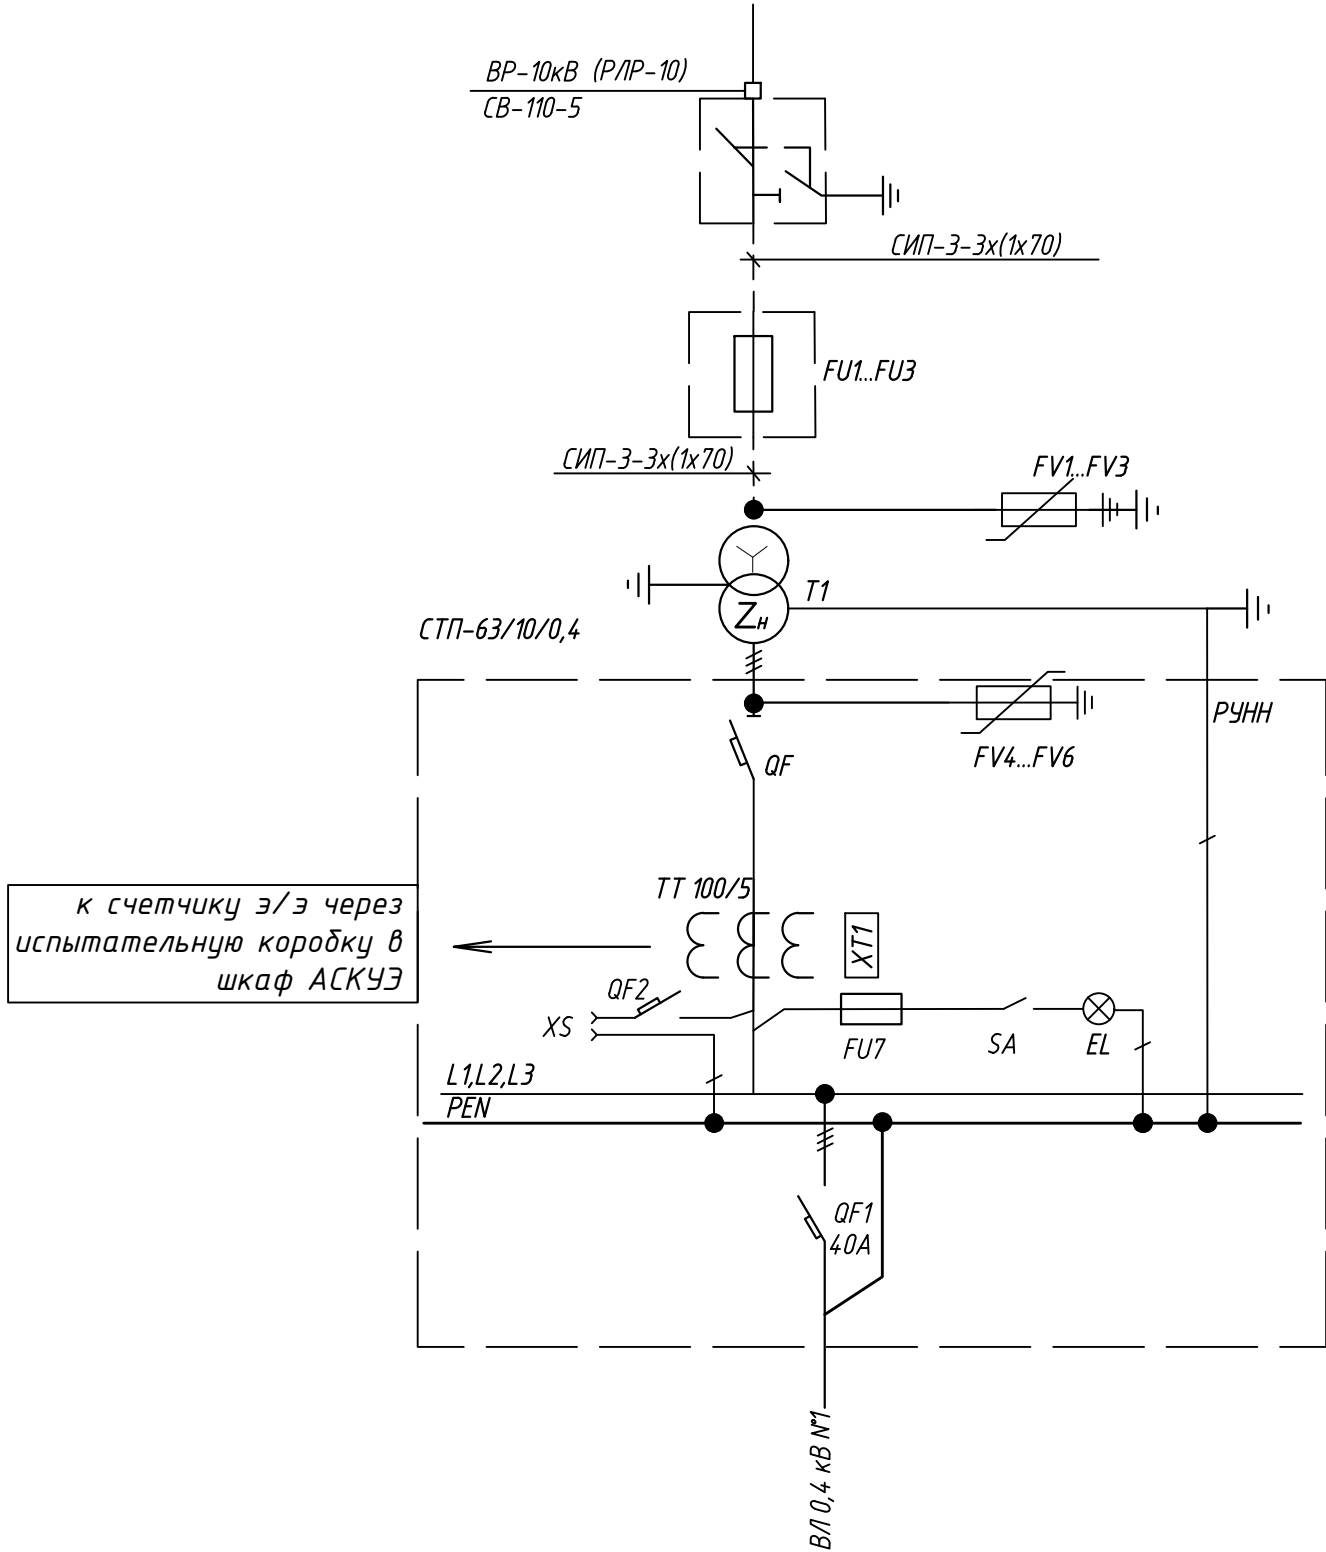 ВР-10кВ (РЛР-10)
СВ-110-5
СИП-3-3х(1х70)
FU1...FU3
СИП-3-3х(1х70)
FV1...FV3
Т1
Zн
СТП-63/10/0,4
РУНН
QF
FV4...FV6
ТТ 100/5
к счетчику э/э через
испытательную коробку в
шкаф АСКУЭ
XT1
QF2
XS
FU7
SA
EL
L1,L2,L3
PEN
QF1
40А
ВЛ 0,4 кВ №1